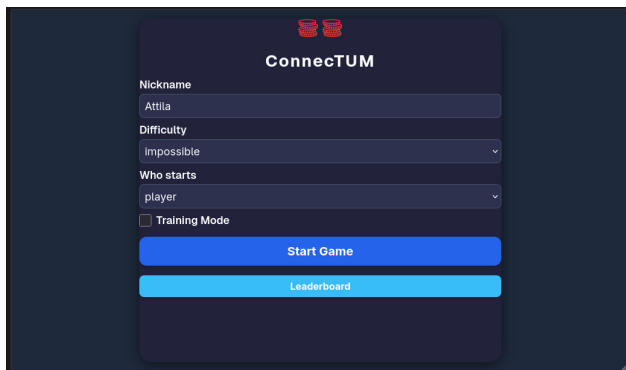 ConnecTUM
Nickname
Attila
Difficulty
impossible
Who starts
player
Training Mode
Start Game
Leaderboard